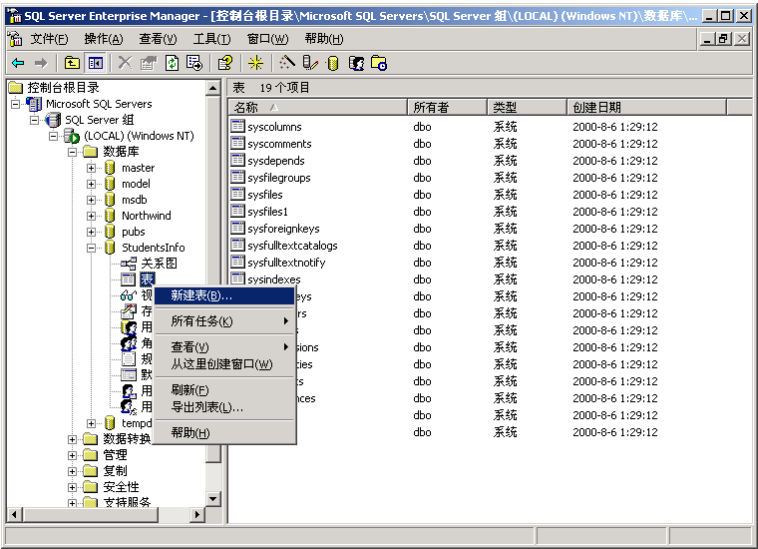 SQL Server Enterprise Manager - [控制台根目录\Microsoft SQL Servers\SQL Server 组\(LOCAL) (Windows NT)\数据库\...
文件(F) 操作(A) 查看(V) 工具(T) 窗口(W) 帮助(H)
控制台根目录
Microsoft SQL Servers
SQL Server 组
(LOCAL) (Windows NT)
数据库
master
model
msdb
Northwind
pubs
StudentsInfo
关系图
表
视
存
用
角
规
默
用
用
tempd
数据转换
管理
复制
安全性
支持服务
新建表(B)...
所有任务(K)
查看(V)
从这里创建窗口(W)
刷新(F)
导出列表(L)...
帮助(H)
表 19个项目
名称 所有者 类型 创建日期
syscolumns dbo 系统 2000-8-6 1:29:12
syscomments dbo 系统 2000-8-6 1:29:12
sysdepends dbo 系统 2000-8-6 1:29:12
sysfilegroups dbo 系统 2000-8-6 1:29:12
sysfiles dbo 系统 2000-8-6 1:29:12
sysfiles1 dbo 系统 2000-8-6 1:29:12
sysforeignkeys dbo 系统 2000-8-6 1:29:12
sysfulltextcatalogs dbo 系统 2000-8-6 1:29:12
sysfulltextnotify dbo 系统 2000-8-6 1:29:12
sysindexes dbo 系统 2000-8-6 1:29:12
eys dbo 系统 2000-8-6 1:29:12
rs dbo 系统 2000-8-6 1:29:12
s dbo 系统 2000-8-6 1:29:12
sions dbo 系统 2000-8-6 1:29:12
ties dbo 系统 2000-8-6 1:29:12
s dbo 系统 2000-8-6 1:29:12
nces dbo 系统 2000-8-6 1:29:12
dbo 系统 2000-8-6 1:29:12
dbo 系统 2000-8-6 1:29:12